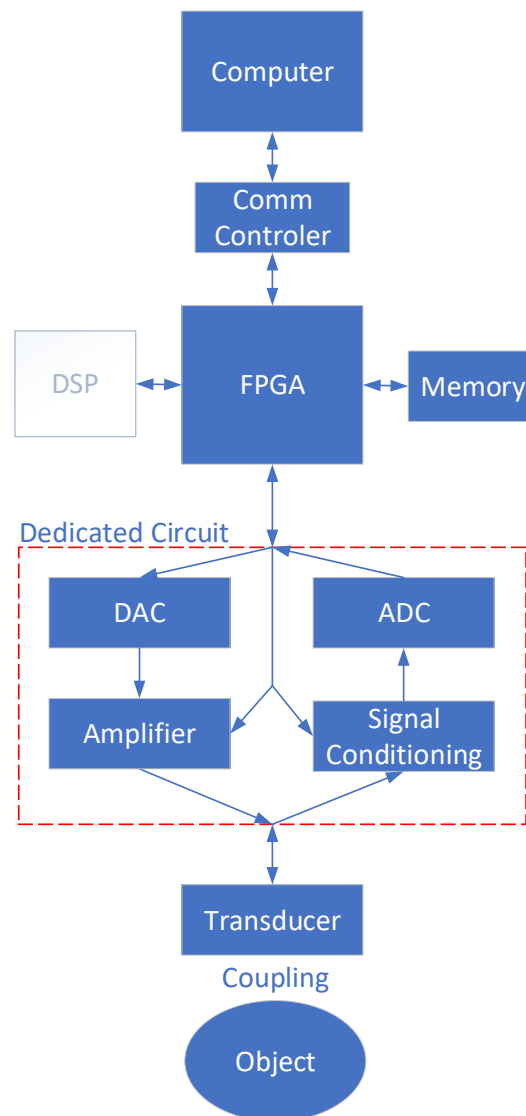 Computer
Comm
Controler
DSP
FPGA
Memory
Dedicated Circuit
DAC
ADC
Amplifier
Signal
Conditioning
Transducer
Coupling
Object